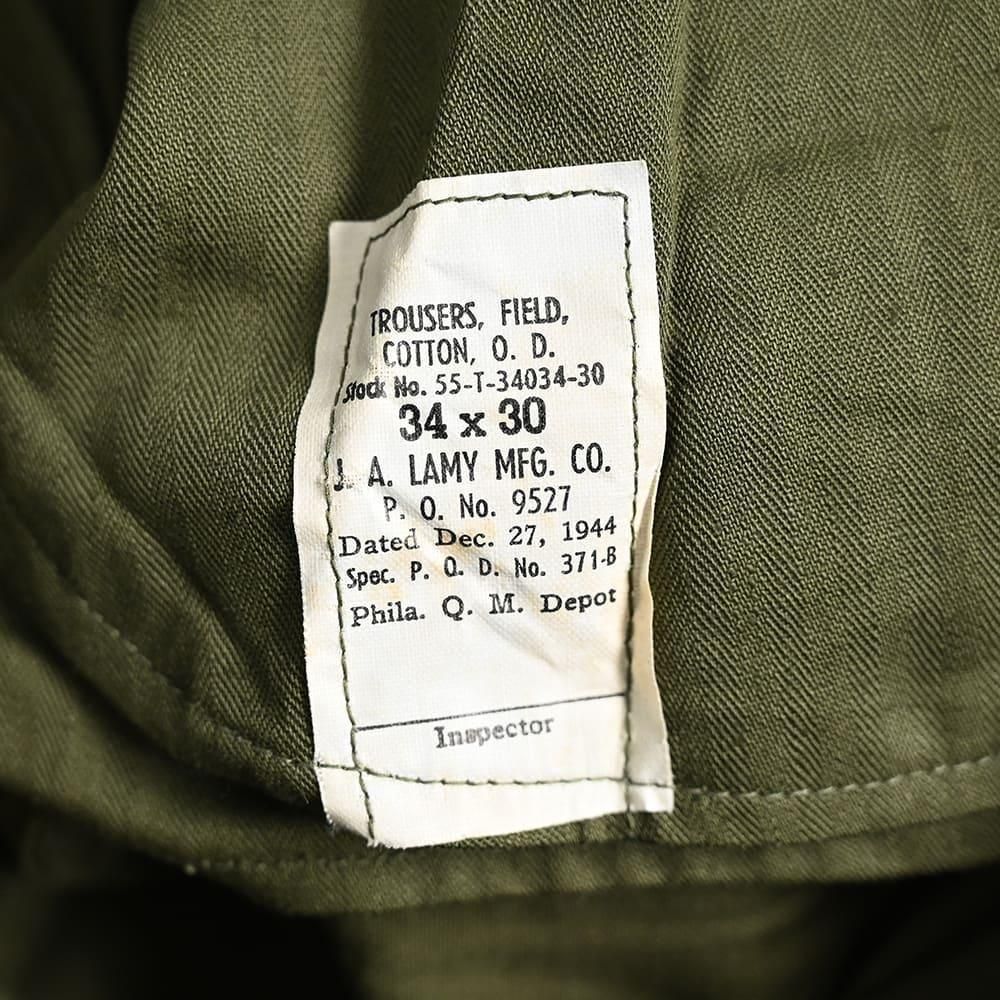 TROUSERS, FIELD,
COTTON, O. D.
Stock No. 55-T-34034-30
34 x 30
J. A. LAMY MFG. CO.
P. O. No. 9527
Dated Dec. 27, 1944
Spec. P. Q. D. No. 371-B
Phila. Q. M. Depot
Inspector